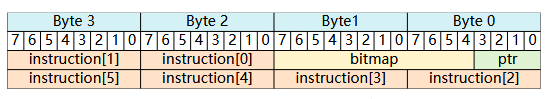 Byte 3 Byte 2 Byte1 Byte 0
7 6 5 4 3 2 1 0 7 6 5 4 3 2 1 0 7 6 5 4 3 2 1 0 7 6 5 4 3 2 1 0
instruction[1] instruction[0] bitmap ptr
instruction[5] instruction[4] instruction[3] instruction[2]